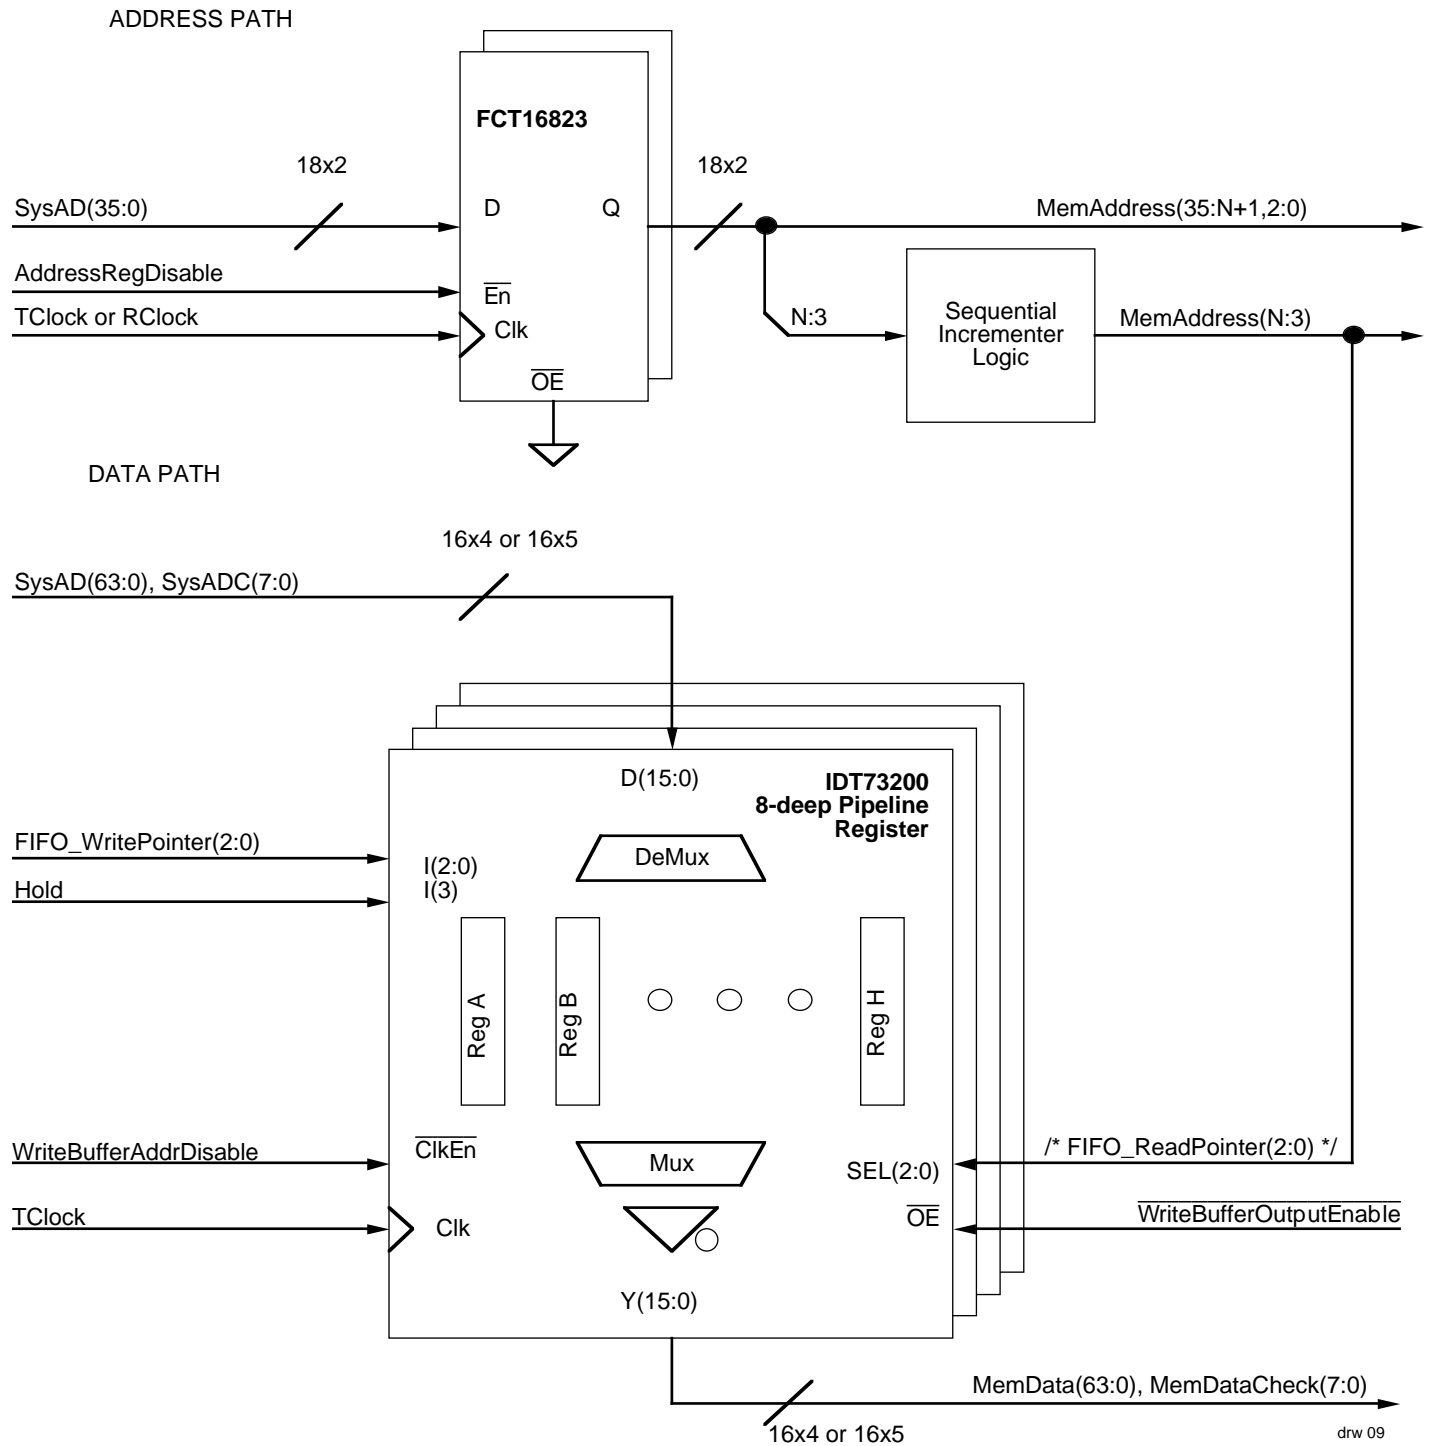 ADDRESS PATH
FCT16823
18x2
18x2
SysAD(35:0)
D
Q
MemAddress(35:N+1,2:0)
AddressRegDisable
En
TClock or RClock
Clk
N:3
Sequential
Incrementer
Logic
MemAddress(N:3)
OE
DATA PATH
16x4 or 16x5
SysAD(63:0), SysADC(7:0)
D(15:0)
IDT73200
8-deep Pipeline
Register
FIFO_WritePointer(2:0)
I(2:0)
DeMux
Hold
I(3)
Reg A
Reg B
Reg H
WriteBufferAddrDisable
ClkEn
Mux
SEL(2:0)
/* FIFO_ReadPointer(2:0) */
TClock
Clk
OE
WriteBufferOutputEnable
Y(15:0)
MemData(63:0), MemDataCheck(7:0)
16x4 or 16x5
drw 09